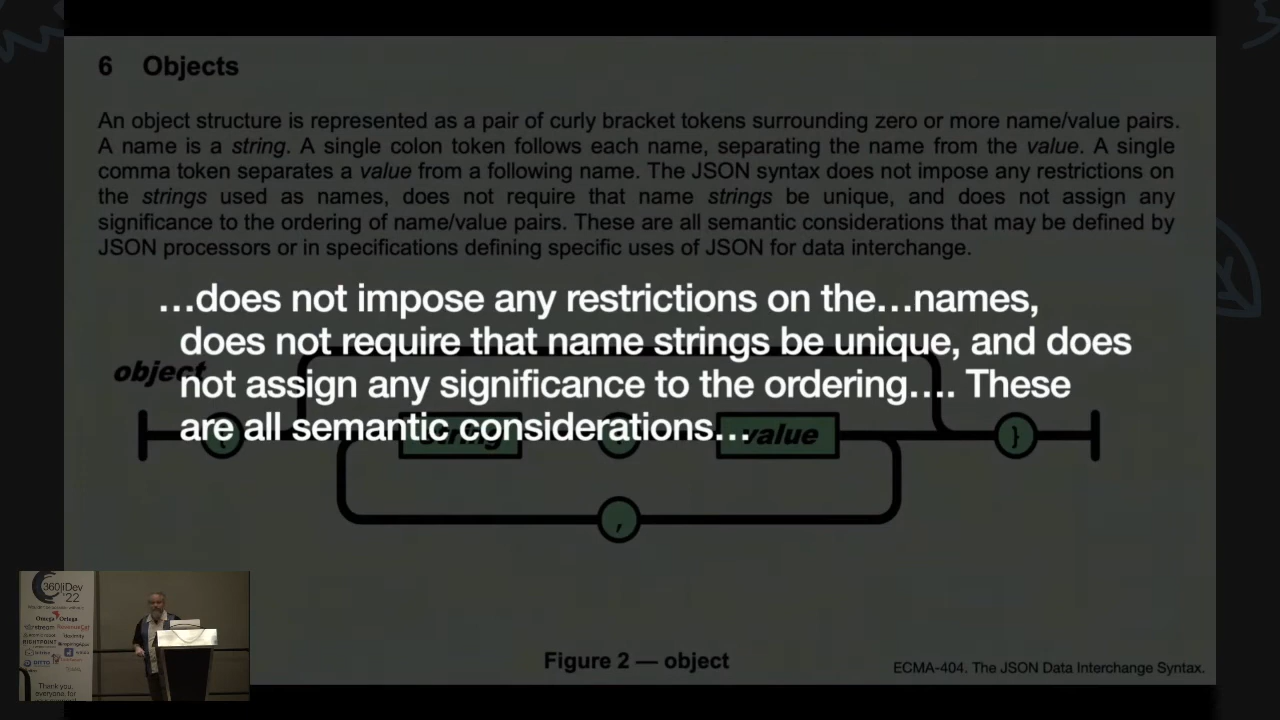 6 Objects
An object structure is represented as a pair of curly bracket tokens surrounding zero or more name/value pairs.
A name is a string. A single colon token follows each name, separating the name from the value. A single
comma token separates a value from a following name. The JSON syntax does not impose any restrictions on
the strings used as names, does not require that name strings be unique, and does not assign any
significance to the ordering of name/value pairs. These are all semantic considerations that may be defined by
JSON processors or in specifications defining specific uses of JSON for data interchange.
…does not impose any restrictions on the…names,
does not require that name strings be unique, and does
not assign any significance to the ordering…. These
are all semantic considerations…
object
string
value
}
,
Figure 2 — object
ECMA-404. The JSON Data Interchange Syntax.
360|iDev
'22
RIGHTPOINT
Thank you,
everyone, for